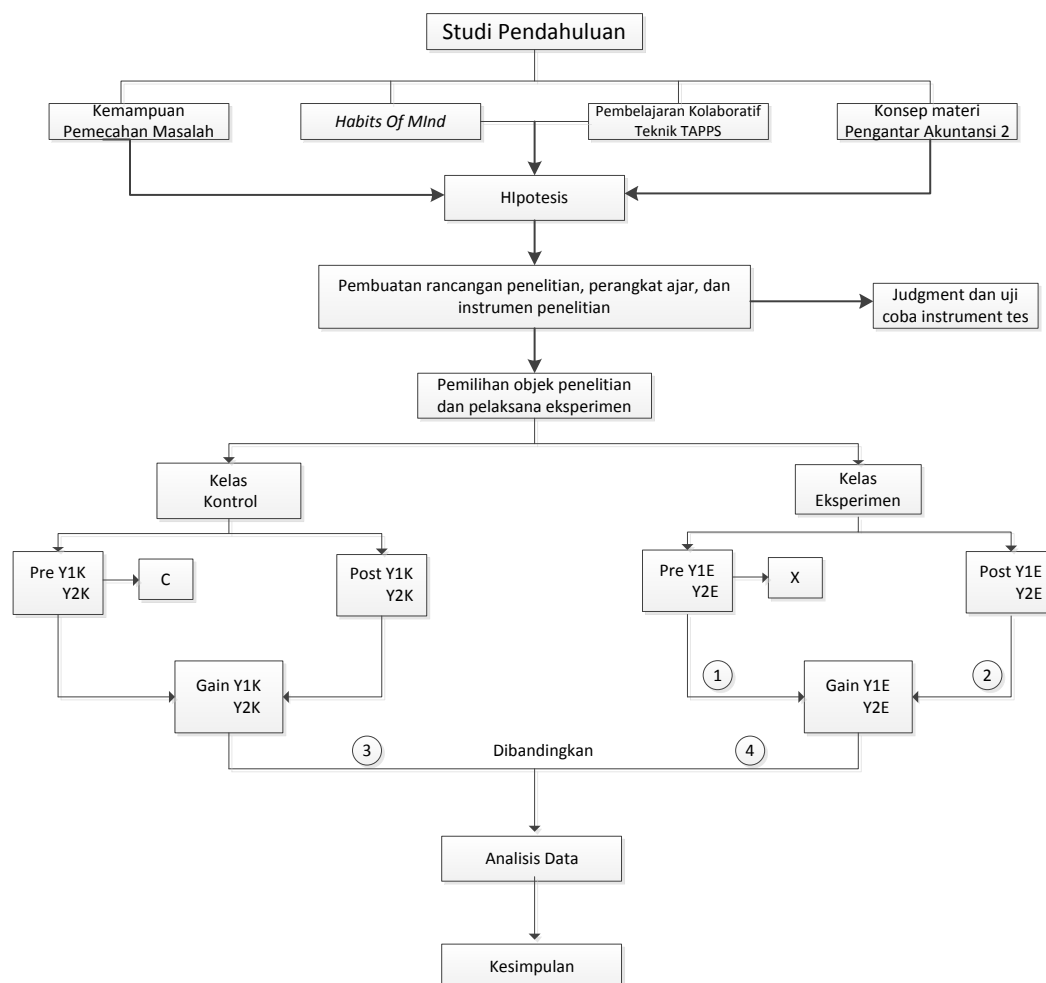 Studi Pendahuluan
Kemampuan
Pemecahan Masalah
Habits Of MInd
Pembelajaran Kolaboratif
Teknik TAPPS
Konsep materi
Pengantar Akuntansi 2
HIpotesis
Pembuatan rancangan penelitian, perangkat ajar, dan
instrumen penelitian
Judgment dan uji
coba instrument tes
Pemilihan objek penelitian
dan pelaksana eksperimen
Kelas
Kontrol
Kelas
Eksperimen
Pre Y1K
Y2K
C
Post Y1K
Y2K
Pre Y1E
Y2E
X
Post Y1E
Y2E
1
2
Gain Y1K
Y2K
Gain Y1E
Y2E
3
Dibandingkan
4
Analisis Data
Kesimpulan